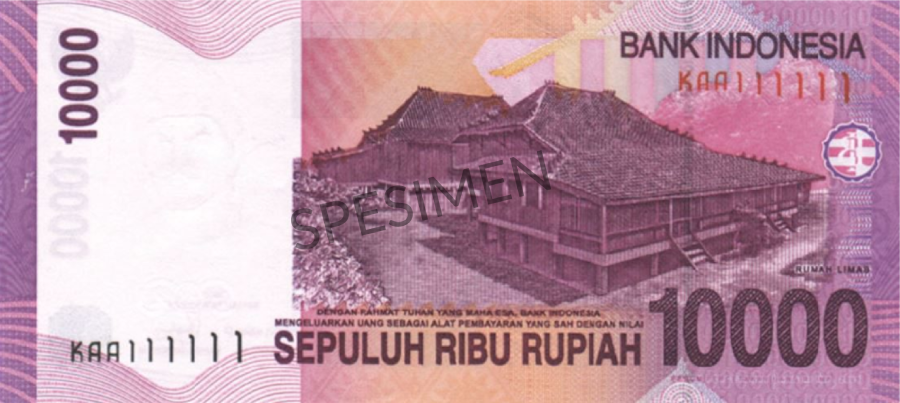 10000
BANK INDONESIA
KAA111111
10000
SPESIMEN
RUMAH LIMAS
DENGAN RAHMAT TUHAN YANG MAHA ESA, BANK INDONESIA
MENGELUARKAN UANG SEBAGAI ALAT PEMBAYARAN YANG SAH DENGAN NILAI
SEPULUH RIBU RUPIAH
10000
KAA111111